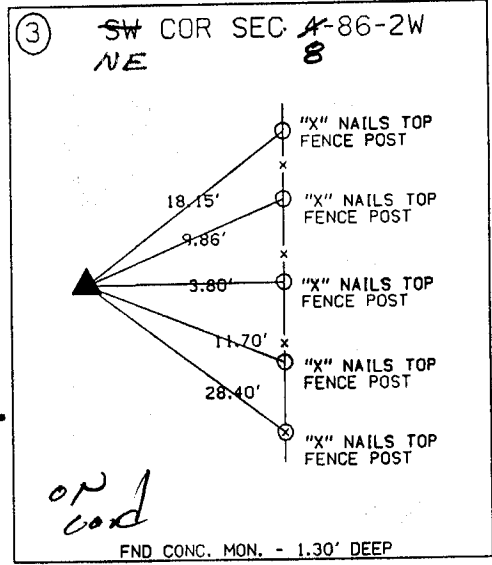 3 SW COR SEC 4-86-2W
NE 8
"X" NAILS TOP
FENCE POST
18.15'
"X" NAILS TOP
FENCE POST
9.86'
"X" NAILS TOP
FENCE POST
3.80'
11.70'
"X" NAILS TOP
FENCE POST
28.40'
"X" NAILS TOP
FENCE POST
ON
card
FND CONC. MON. - 1.30' DEEP